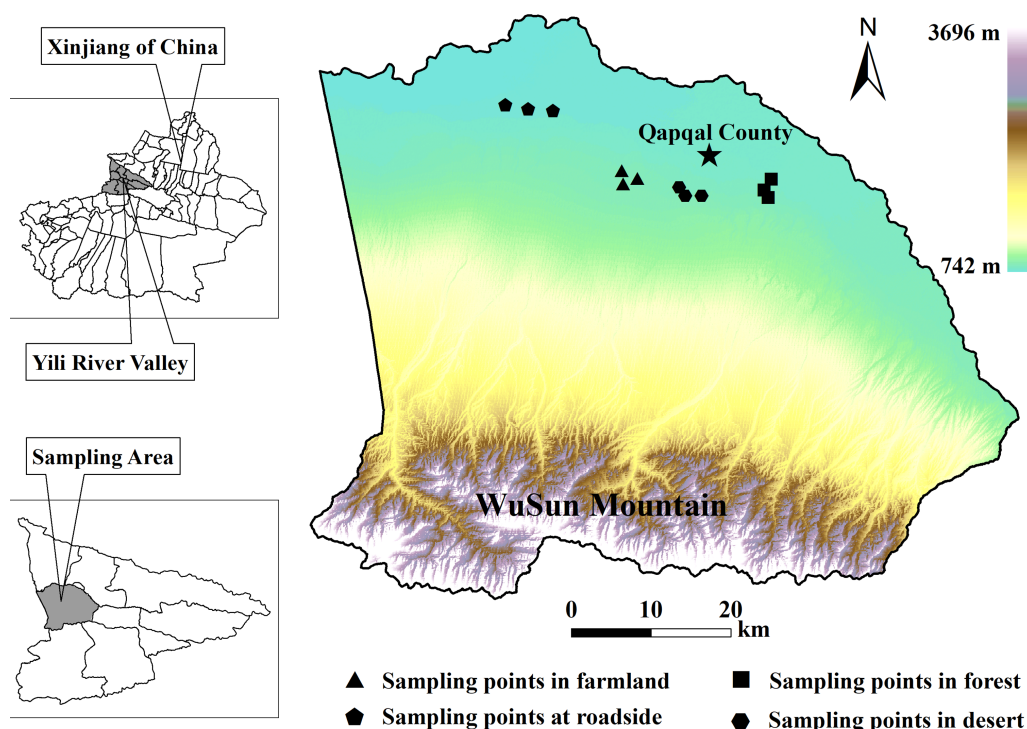 Xinjiang of China
Yili River Valley
Sampling Area
N
3696 m
742 m
Qapqal County
WuSun Mountain
0 10 20
km
Sampling points in farmland
Sampling points in forest
Sampling points at roadside
Sampling points in desert